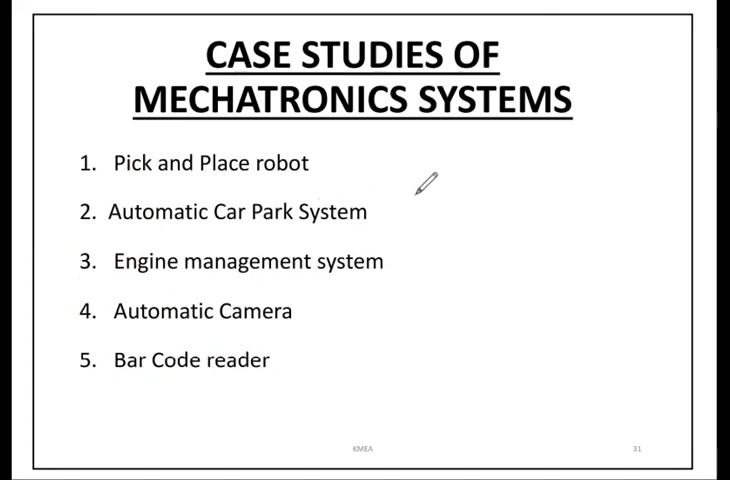 CASE STUDIES OF
MECHATRONICS SYSTEMS
1. Pick and Place robot
2. Automatic Car Park System
3. Engine management system
4. Automatic Camera
5. Bar Code reader
KMEA 31